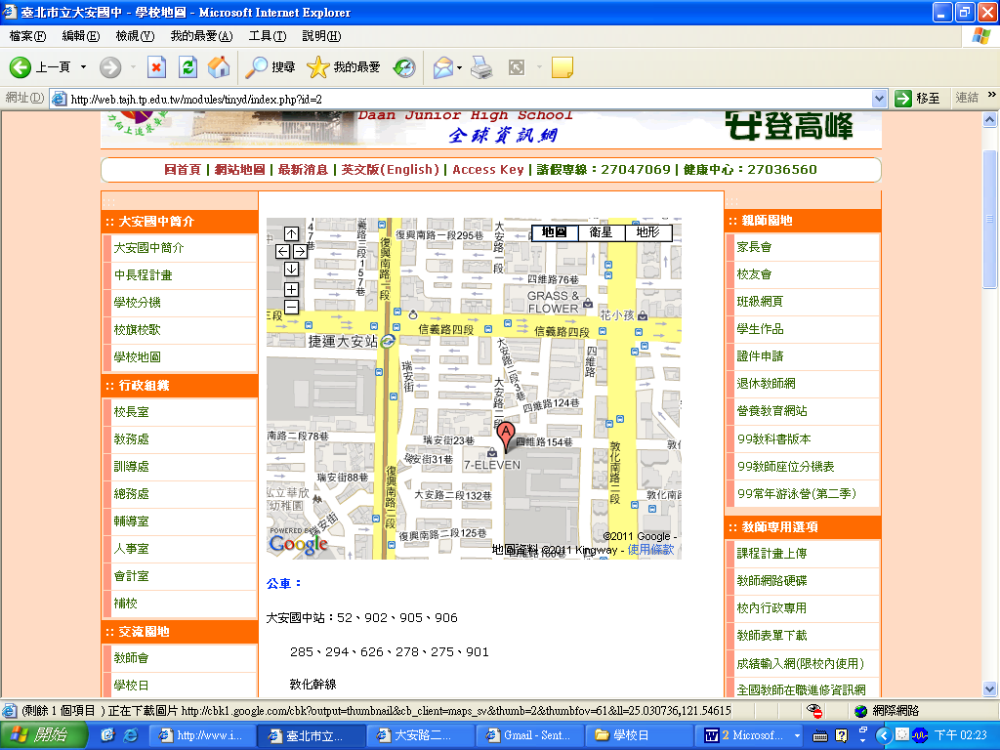 臺北市立大安國中 - 學校地圖 - Microsoft Internet Explorer
檔案(F) 編輯(E) 檢視(V) 我的最愛(A) 工具(T) 說明(H)
上一頁 搜尋 我的最愛
網址(D) http://web.tajh.tp.edu.tw/modules/tinyd/index.php?id=2 移至 連結 »
Daan Junior High School
全球資訊網
安登高峰
回首頁 | 網站地圖 | 最新消息 | 英文版(English) | Access Key | 請假專線：27047069 | 健康中心：27036560
:: 大安國中簡介
大安國中簡介
中長程計畫
學校分機
校旗校歌
學校地圖
:: 行政組織
校長室
教務處
訓導處
總務處
輔導室
人事室
會計室
補校
:: 交流園地
教師會
學校日
地圖 衛星 地形
復興南路一段295巷
大安路一段
復興南路一段
四維路76巷
GRASS &
FLOWER
花小孩
三段
信義路四段
信義路四段
捷運大安站
瑞安街
大安路二段3巷
四維路
大安路二段
四維路124巷
南路二段78巷
瑞安街23巷
四維路154巷
A
瑞安街31巷
7-ELEVEN
敦化南路二段
瑞安街88巷
復興南路二段
私立華欣
幼稚園
大安路二段132巷
敦化南
瑞安街
復興南路二段125巷
POWERED BY
Google
©2011 Google -
地圖資料 ©2011 Kingway - 使用條款
公車：
大安國中站：52、902、905、906
285、294、626、278、275、901
敦化幹線
:: 親師園地
家長會
校友會
班級網頁
學生作品
證件申請
退休教師網
營養教育網站
99教科書版本
99教師座位分機表
99常年游泳營(第二季)
:: 教師專用選項
課程計畫上傳
教師網路硬碟
校內行政專用
教師表單下載
成績輸入網(限校內使用)
全國教師在職進修資訊網
(剩餘 1 個項目 ) 正在下載圖片 http://cbk1.google.com/cbk?output=thumbnail&cb_client=maps_sv&thumb=2&thumbfov=61&ll=25.030736,121.54615 網際網路
開始 http://www.i... 臺北市立... 大安路二... Gmail - Sent... 學校日 2 Microsof... 下午 02:23